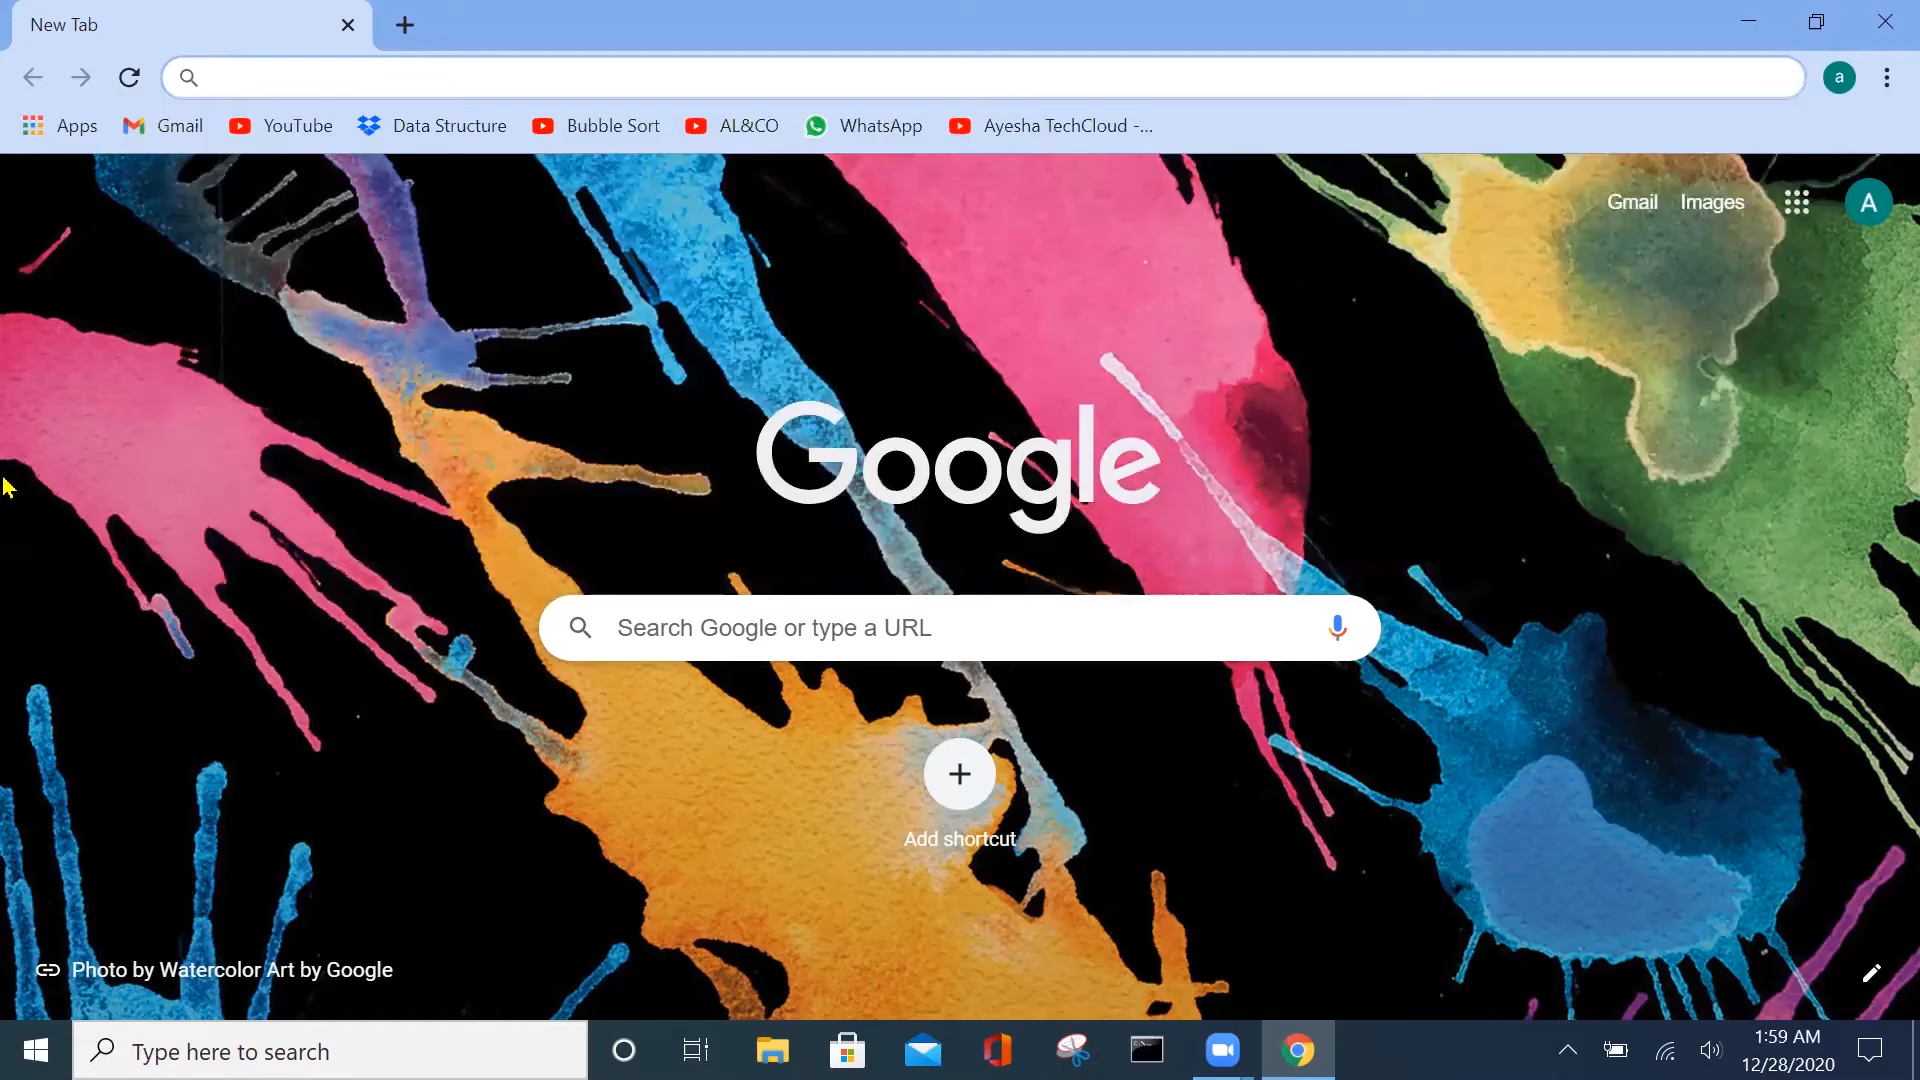 New Tab
a
Apps Gmail YouTube Data Structure Bubble Sort AL&CO WhatsApp Ayesha TechCloud -...
Gmail Images A
Google
Search Google or type a URL
Add shortcut
Photo by Watercolor Art by Google
Type here to search
1:59 AM
12/28/2020